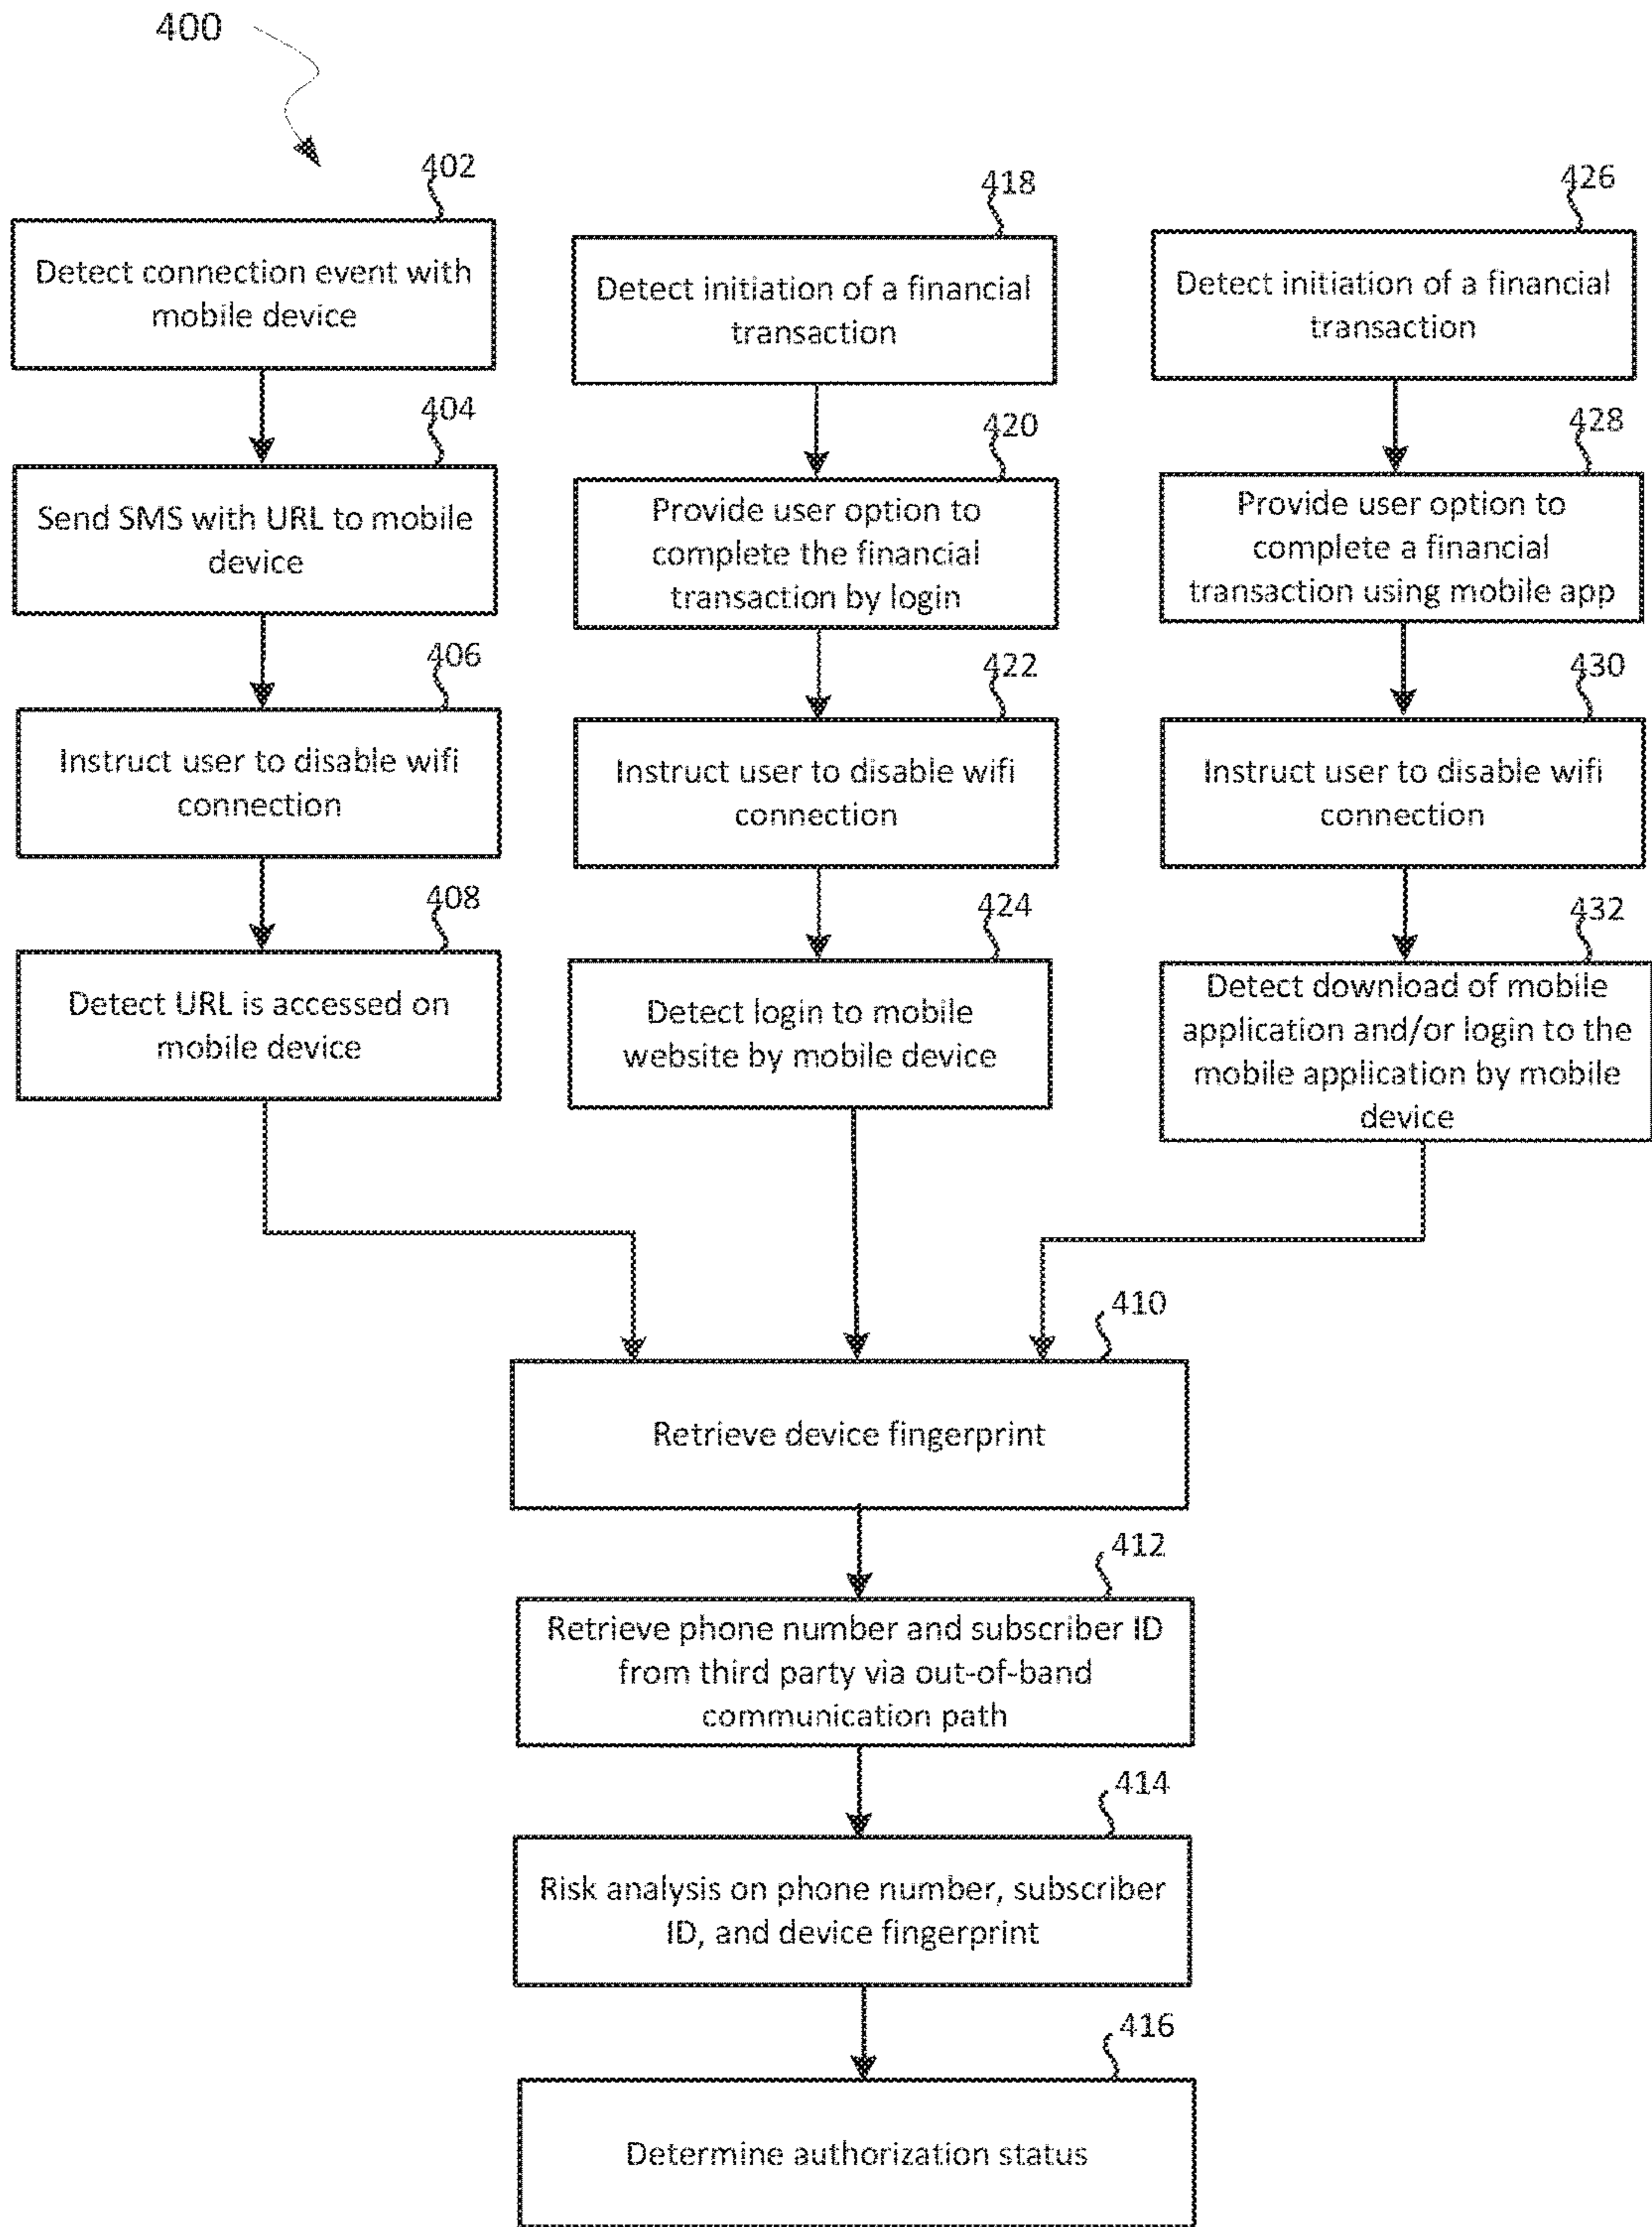 400
402
Detect connection event with
mobile device
404
Send SMS with URL to mobile
device
406
Instruct user to disable wifi
connection
408
Detect URL is accessed on
mobile device
418
Detect initiation of a financial
transaction
420
Provide user option to
complete the financial
transaction by login
422
Instruct user to disable wifi
connection
424
Detect login to mobile
website by mobile device
426
Detect initiation of a financial
transaction
428
Provide user option to
complete a financial
transaction using mobile app
430
Instruct user to disable wifi
connection
432
Detect download of mobile
application and/or login to the
mobile application by mobile
device
410
Retrieve device fingerprint
412
Retrieve phone number and subscriber ID
from third party via out-of-band
communication path
414
Risk analysis on phone number, subscriber
ID, and device fingerprint
416
Determine authorization status